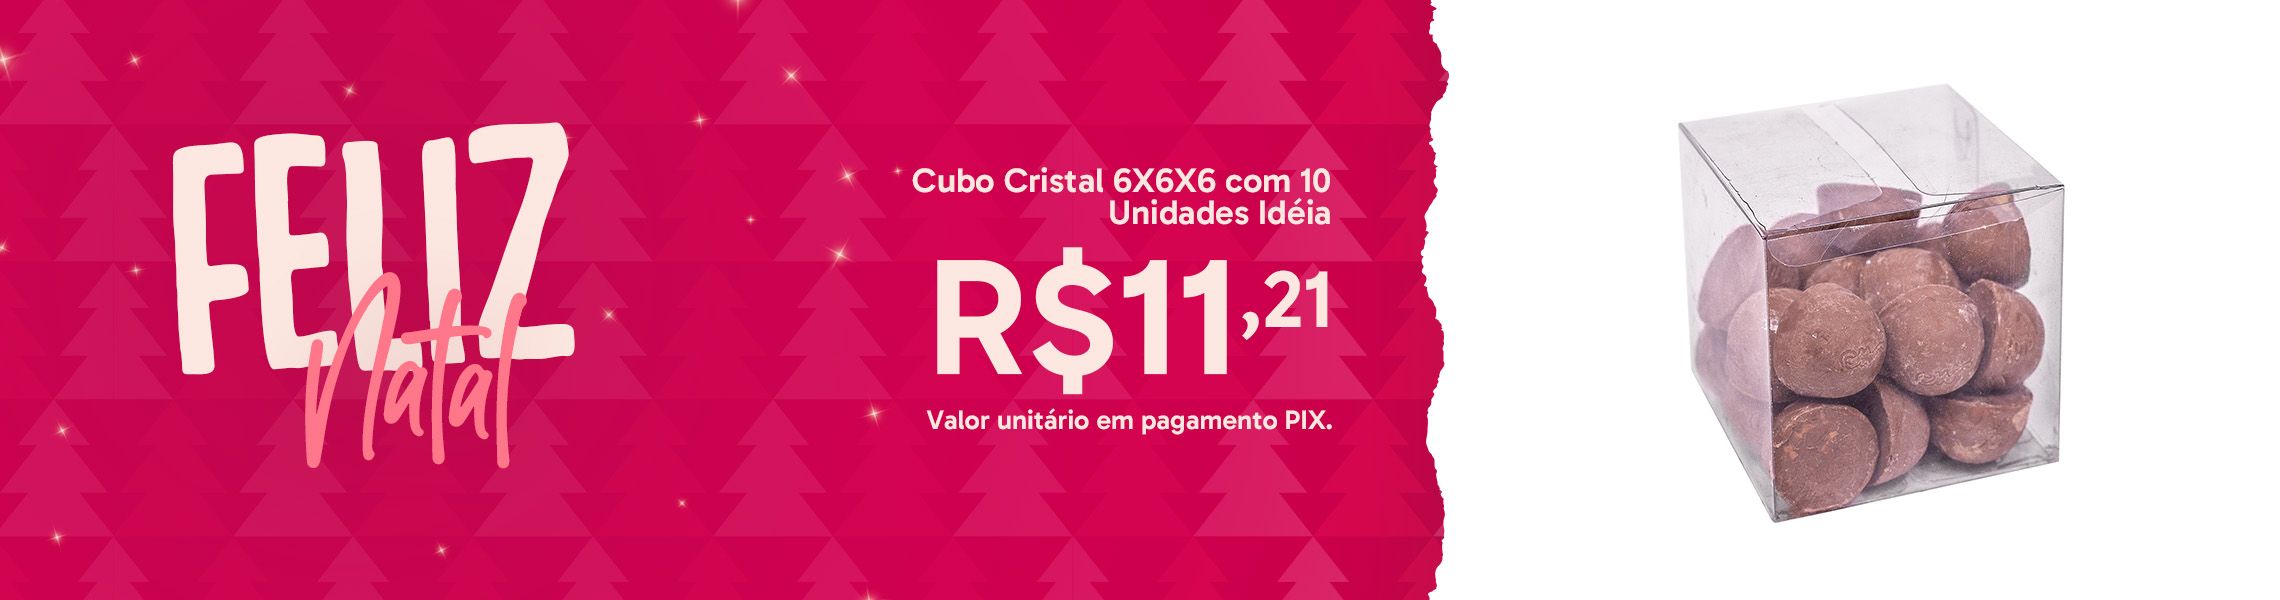 FELIZ
Natal
Cubo Cristal 6X6X6 com 10
Unidades Idéia
R$11,21
Valor unitário em pagamento PIX.